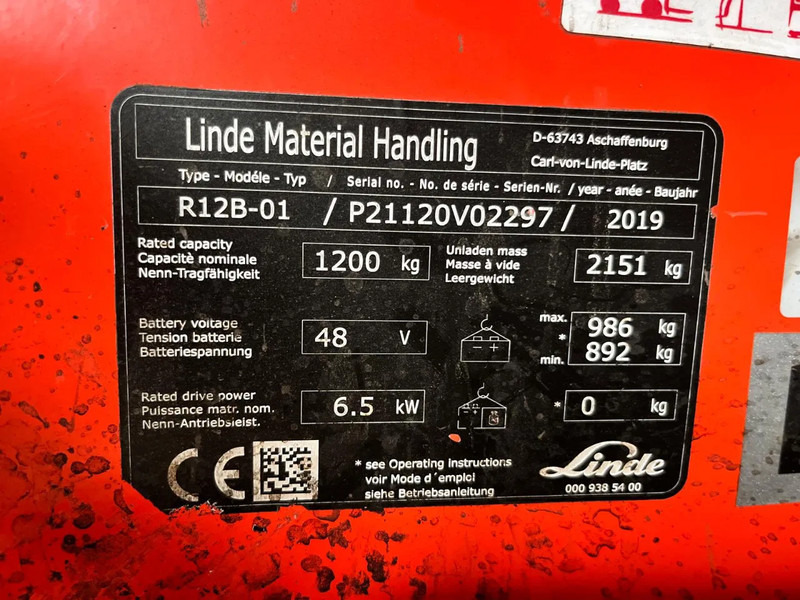 Linde Material Handling
D-63743 Aschaffenburg
Carl-von-Linde-Platz
Type - Modéle - Typ / Serial no. - No. de série - Serien-Nr. / year - anée - Baujahr
R12B-01 / P21120V02297 / 2019
Rated capacity
Capacité nominale
Nenn-Tragfähigkeit
1200 kg
Unladen mass
Masse à vide
Leergewicht
2151 kg
Battery voltage
Tension batterie
Batteriespannung
48 V
- +
max. 986 kg
*
min. 892 kg
Rated drive power
Puissance matr. nom.
Nenn-Antriebsleist.
6.5 kW
* 0 kg
CE
* see Operating instructions
voir Mode d´emploi
siehe Betriebsanleitung
Linde
000 938 54 00